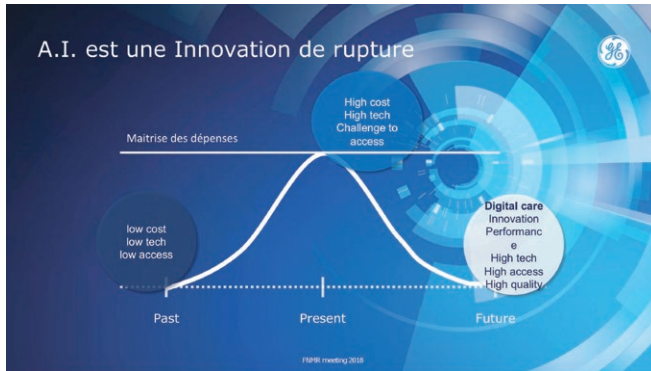 A.I. est une Innovation de rupture
High cost
High tech
Challenge to
access
Maitrise des dépenses
low cost
low tech
low access
Digital care
Innovation
Performanc
e
High tech
High access
High quality
Past
Present
Future
FNMR meeting 2018